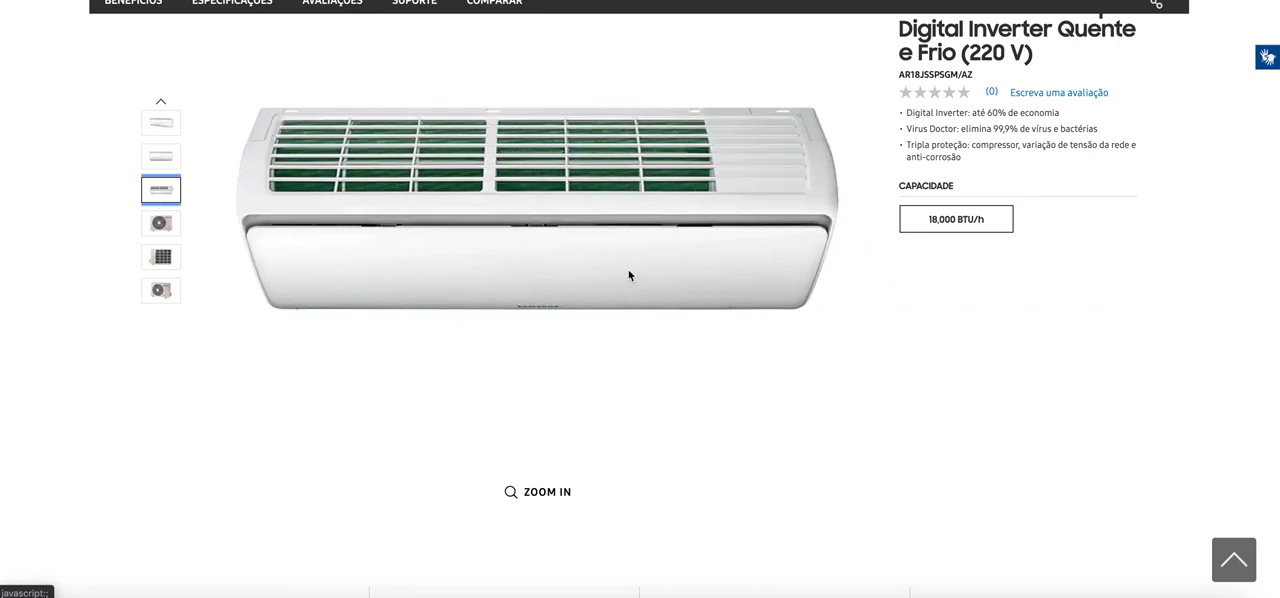 BENEFÍCIOS ESPECIFICAÇÕES AVALIAÇÕES SUPORTE COMPARAR
Digital Inverter Quente
e Frio (220 V)
AR18JSSPSGM/AZ
(0) Escreva uma avaliação
• Digital Inverter: até 60% de economia
• Virus Doctor: elimina 99,9% de vírus e bactérias
• Tripla proteção: compressor, variação de tensão da rede e
anti-corrosão
CAPACIDADE
18,000 BTU/h
ZOOM IN
javascript:;